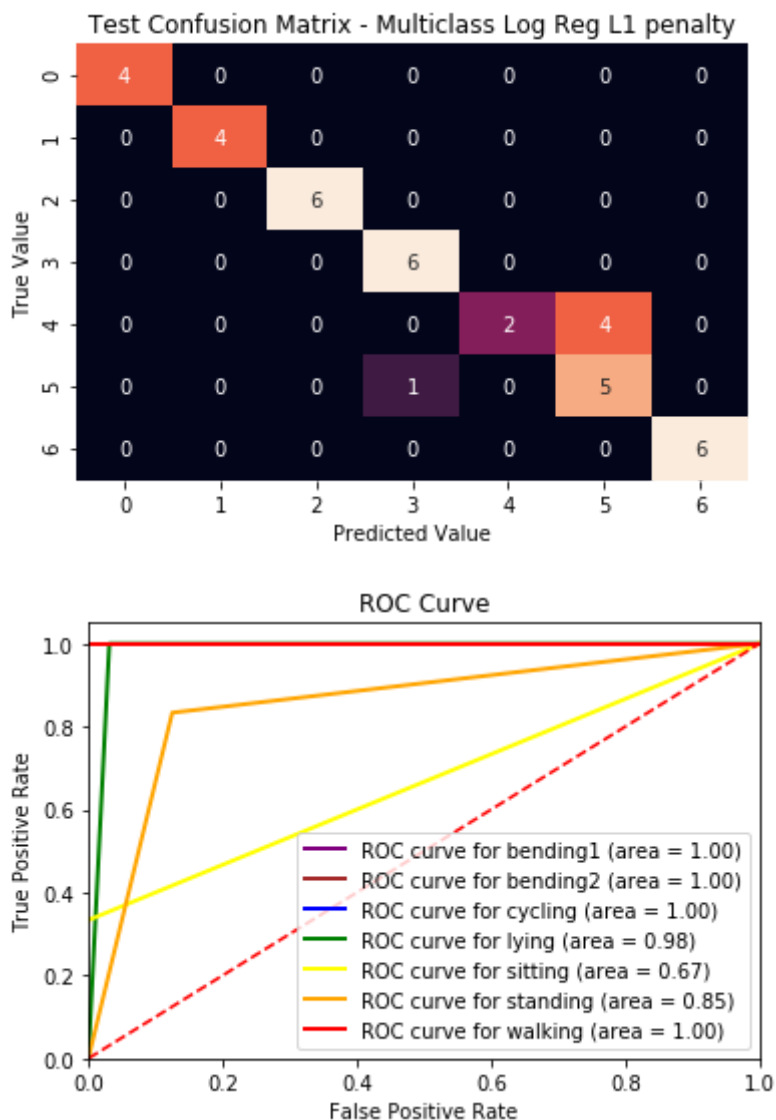 Test Confusion Matrix - Multiclass Log Reg L1 penalty
True Value
0 4 0 0 0 0 0 0
1 0 4 0 0 0 0 0
2 0 0 6 0 0 0 0
3 0 0 0 6 0 0 0
4 0 0 0 0 2 4 0
5 0 0 0 1 0 5 0
6 0 0 0 0 0 0 6
0 1 2 3 4 5 6
Predicted Value
ROC Curve
True Positive Rate
1.0
0.8
0.6
0.4
0.2
0.0
ROC curve for bending1 (area = 1.00)
ROC curve for bending2 (area = 1.00)
ROC curve for cycling (area = 1.00)
ROC curve for lying (area = 0.98)
ROC curve for sitting (area = 0.67)
ROC curve for standing (area = 0.85)
ROC curve for walking (area = 1.00)
0.0 0.2 0.4 0.6 0.8 1.0
False Positive Rate